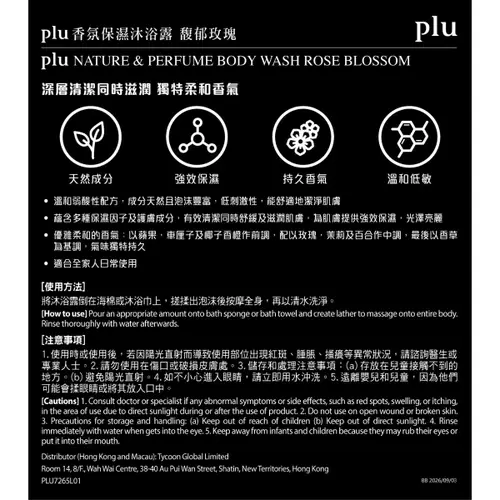 plu 香氛保濕沐浴露 馥郁玫瑰
plu
plu NATURE & PERFUME BODY WASH ROSE BLOSSOM
深層清潔同時滋潤 獨特柔和香氣
天然成分
強效保濕
持久香氣
溫和低敏
• 溫和弱酸性配方，成分天然且泡沫豐富，低刺激性，能舒適地潔淨肌膚
• 蘊含多種保濕因子及護膚成分，有效清潔同時舒緩及滋潤肌膚，為肌膚提供強效保濕，光澤亮麗
• 優雅柔和的香氣：以蘋果，車厘子及椰子香橙作前調，配以玫瑰，茉莉及百合作中調，最後以香草
為基調，氣味獨特持久
• 適合全家人日常使用
[使用方法]
將沐浴露倒在海綿或沐浴巾上，搓揉出泡沫後按摩全身，再以清水洗淨。
[How to use] Pour an appropriate amount onto bath sponge or bath towel and create lather to massage onto entire body.
Rinse thoroughly with water afterwards.
[注意事項]
1. 使用時或使用後，若因陽光直射而導致使用部位出現紅斑、腫脹、搔癢等異常狀況，請諮詢醫生或
專業人士。2. 請勿使用在傷口或破損皮膚處。3. 儲存和處理注意事項：(a) 存放在兒童接觸不到的
地方。(b) 避免陽光直射。4. 如不小心進入眼睛，請立即用水沖洗。5. 遠離嬰兒和兒童，因為他們
可能會揉眼睛或將其放入口中。
[Cautions] 1. Consult doctor or specialist if any abnormal symptoms or side effects, such as red spots, swelling, or itching,
in the area of use due to direct sunlight during or after the use of product. 2. Do not use on open wound or broken skin.
3. Precautions for storage and handling: (a) Keep out of reach of children (b) Keep out of direct sunlight. 4. Rinse
immediately with water when gets into the eye. 5. Keep away from infants and children because they may rub their eyes or
put it into their mouth.
Distributor (Hong Kong and Macau): Tycoon Global Limited
Room 14, 8/F., Wah Wai Centre, 38-40 Au Pui Wan Street, Shatin, New Territories, Hong Kong
PLU7265L01
BB 2026/09/03